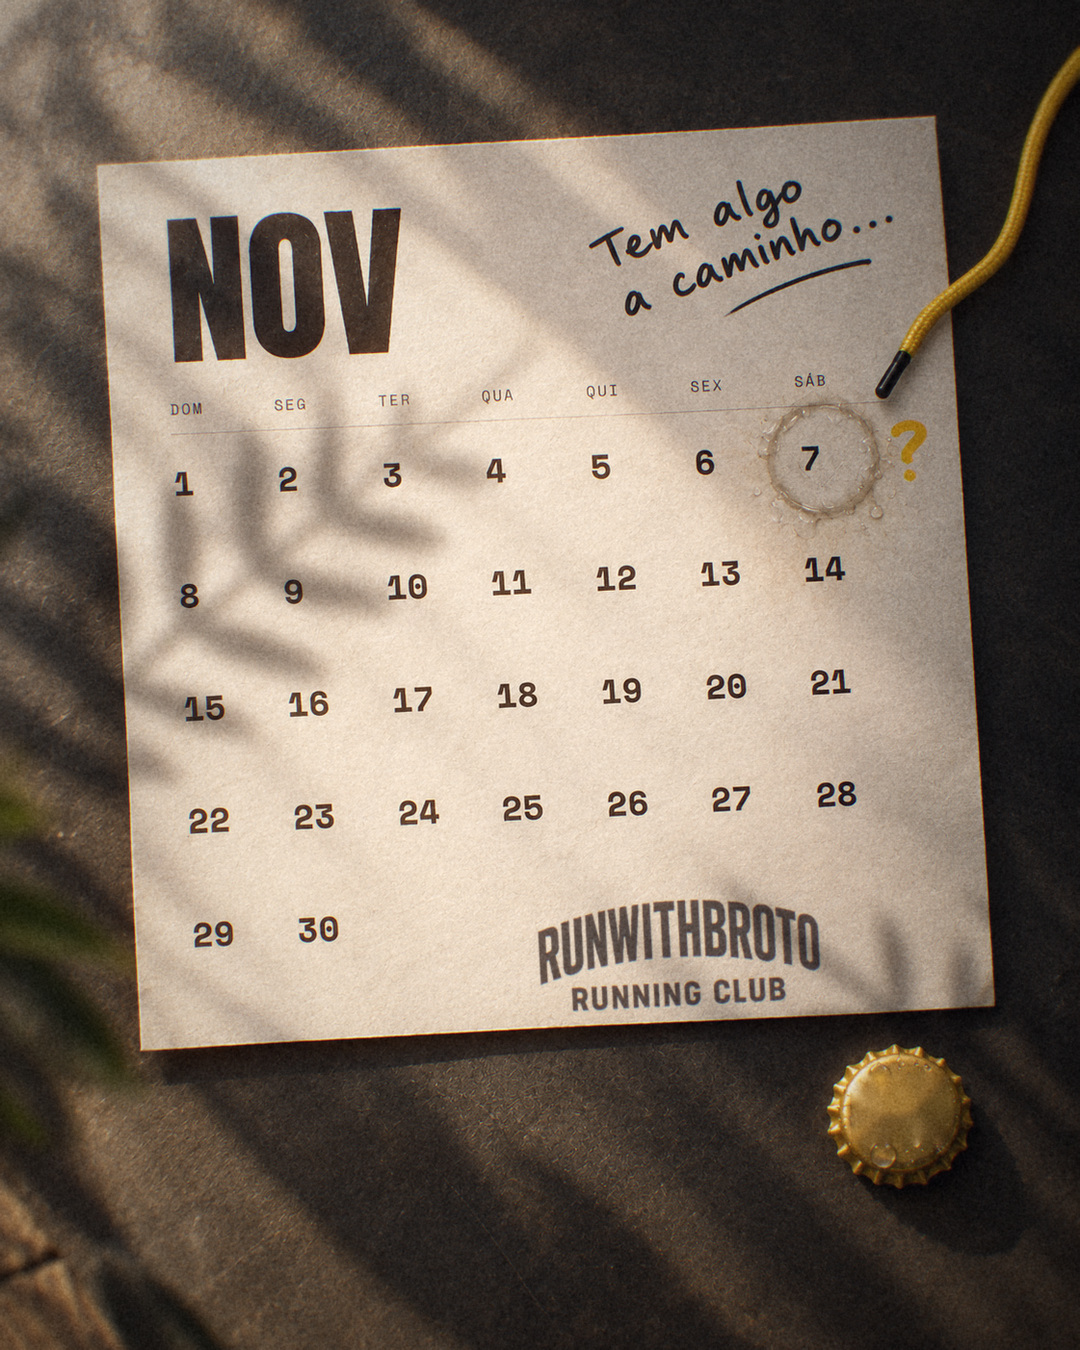 NOV
Tem algo
a caminho...
DOM SEG TER QUA QUI SEX SÁB
1 2 3 4 5 6 7 ?
8 9 10 11 12 13 14
15 16 17 18 19 20 21
22 23 24 25 26 27 28
29 30
RUNWITHBROTO
RUNNING CLUB